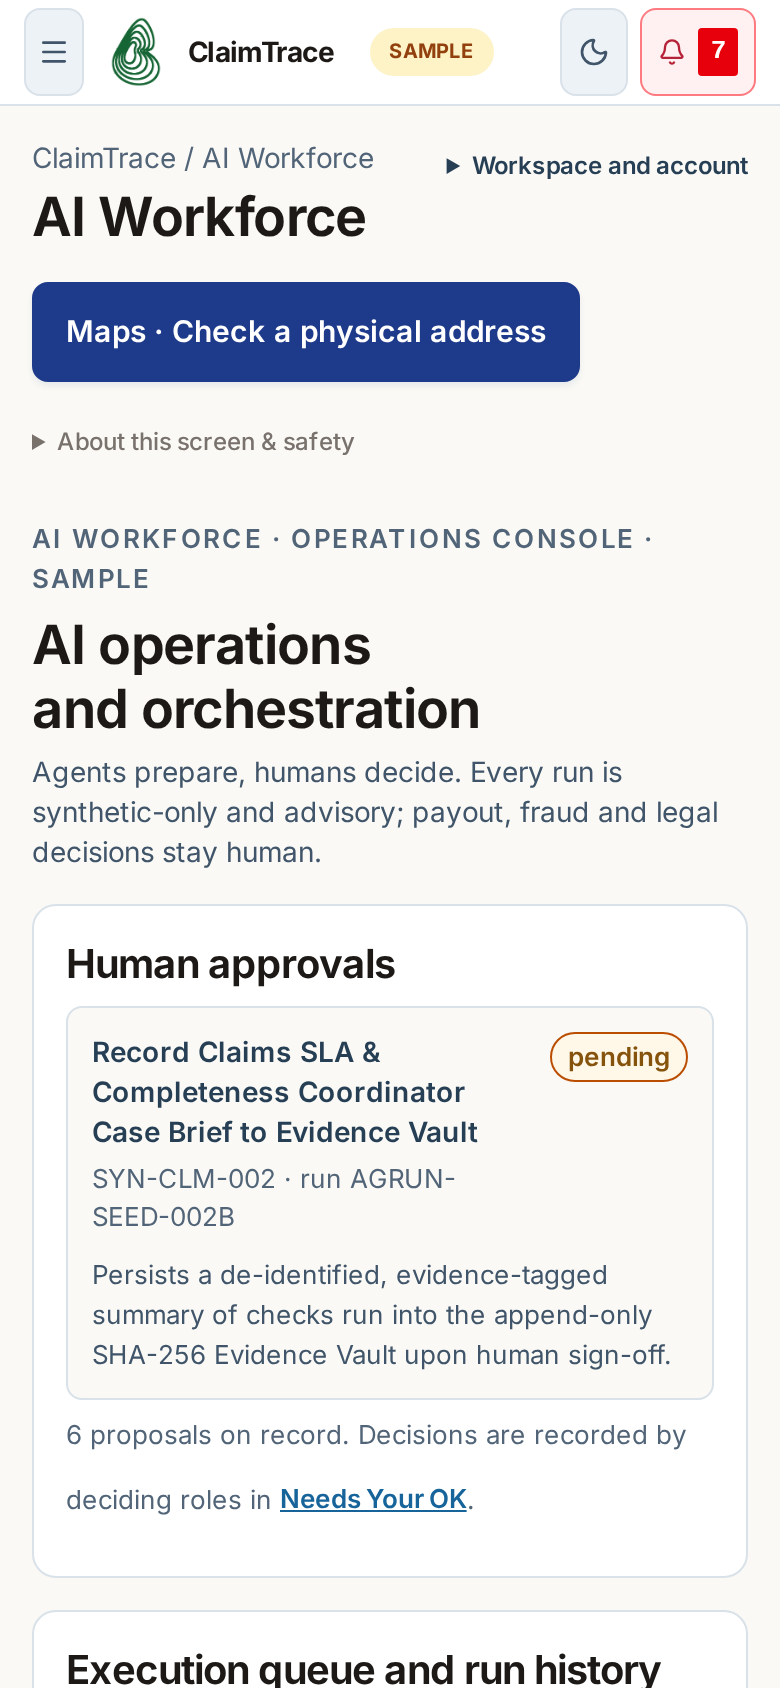 ClaimTrace
SAMPLE
7
ClaimTrace / AI Workforce
Workspace and account
AI Workforce
Maps · Check a physical address
About this screen & safety
AI WORKFORCE · OPERATIONS CONSOLE ·
SAMPLE
AI operations
and orchestration
Agents prepare, humans decide. Every run is
synthetic-only and advisory; payout, fraud and legal
decisions stay human.
Human approvals
Record Claims SLA &
Completeness Coordinator
Case Brief to Evidence Vault
pending
SYN-CLM-002 · run AGRUN-
SEED-002B
Persists a de-identified, evidence-tagged
summary of checks run into the append-only
SHA-256 Evidence Vault upon human sign-off.
6 proposals on record. Decisions are recorded by
deciding roles in Needs Your OK.
Execution queue and run history